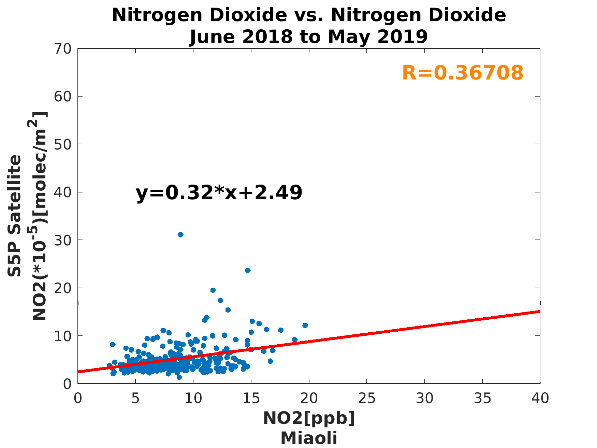 Nitrogen Dioxide vs. Nitrogen Dioxide
June 2018 to May 2019
R=0.36708
y=0.32*x+2.49
S5P Satellite
NO2(*10^-5)[molec/m^2]
70
60
50
40
30
20
10
0
0 5 10 15 20 25 30 35 40
NO2[ppb]
Miaoli